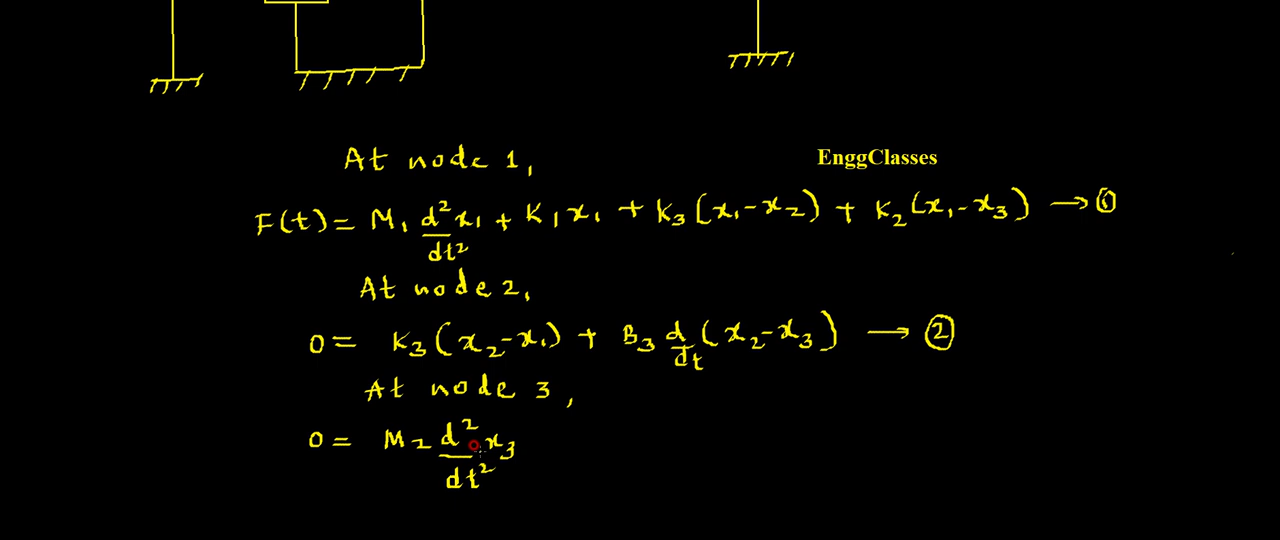 At node 1,
EnggClasses
F(t) = M₁ d²/dt² x₁ + K₁x₁ + K₃(x₁-x₂) + K₂(x₁-x₃) → ①
At node 2,
0 = K₃(x₂-x₁) + B₃ d/dt (x₂-x₃) → ②
At node 3,
0 = M₂ d²/dt² x₃